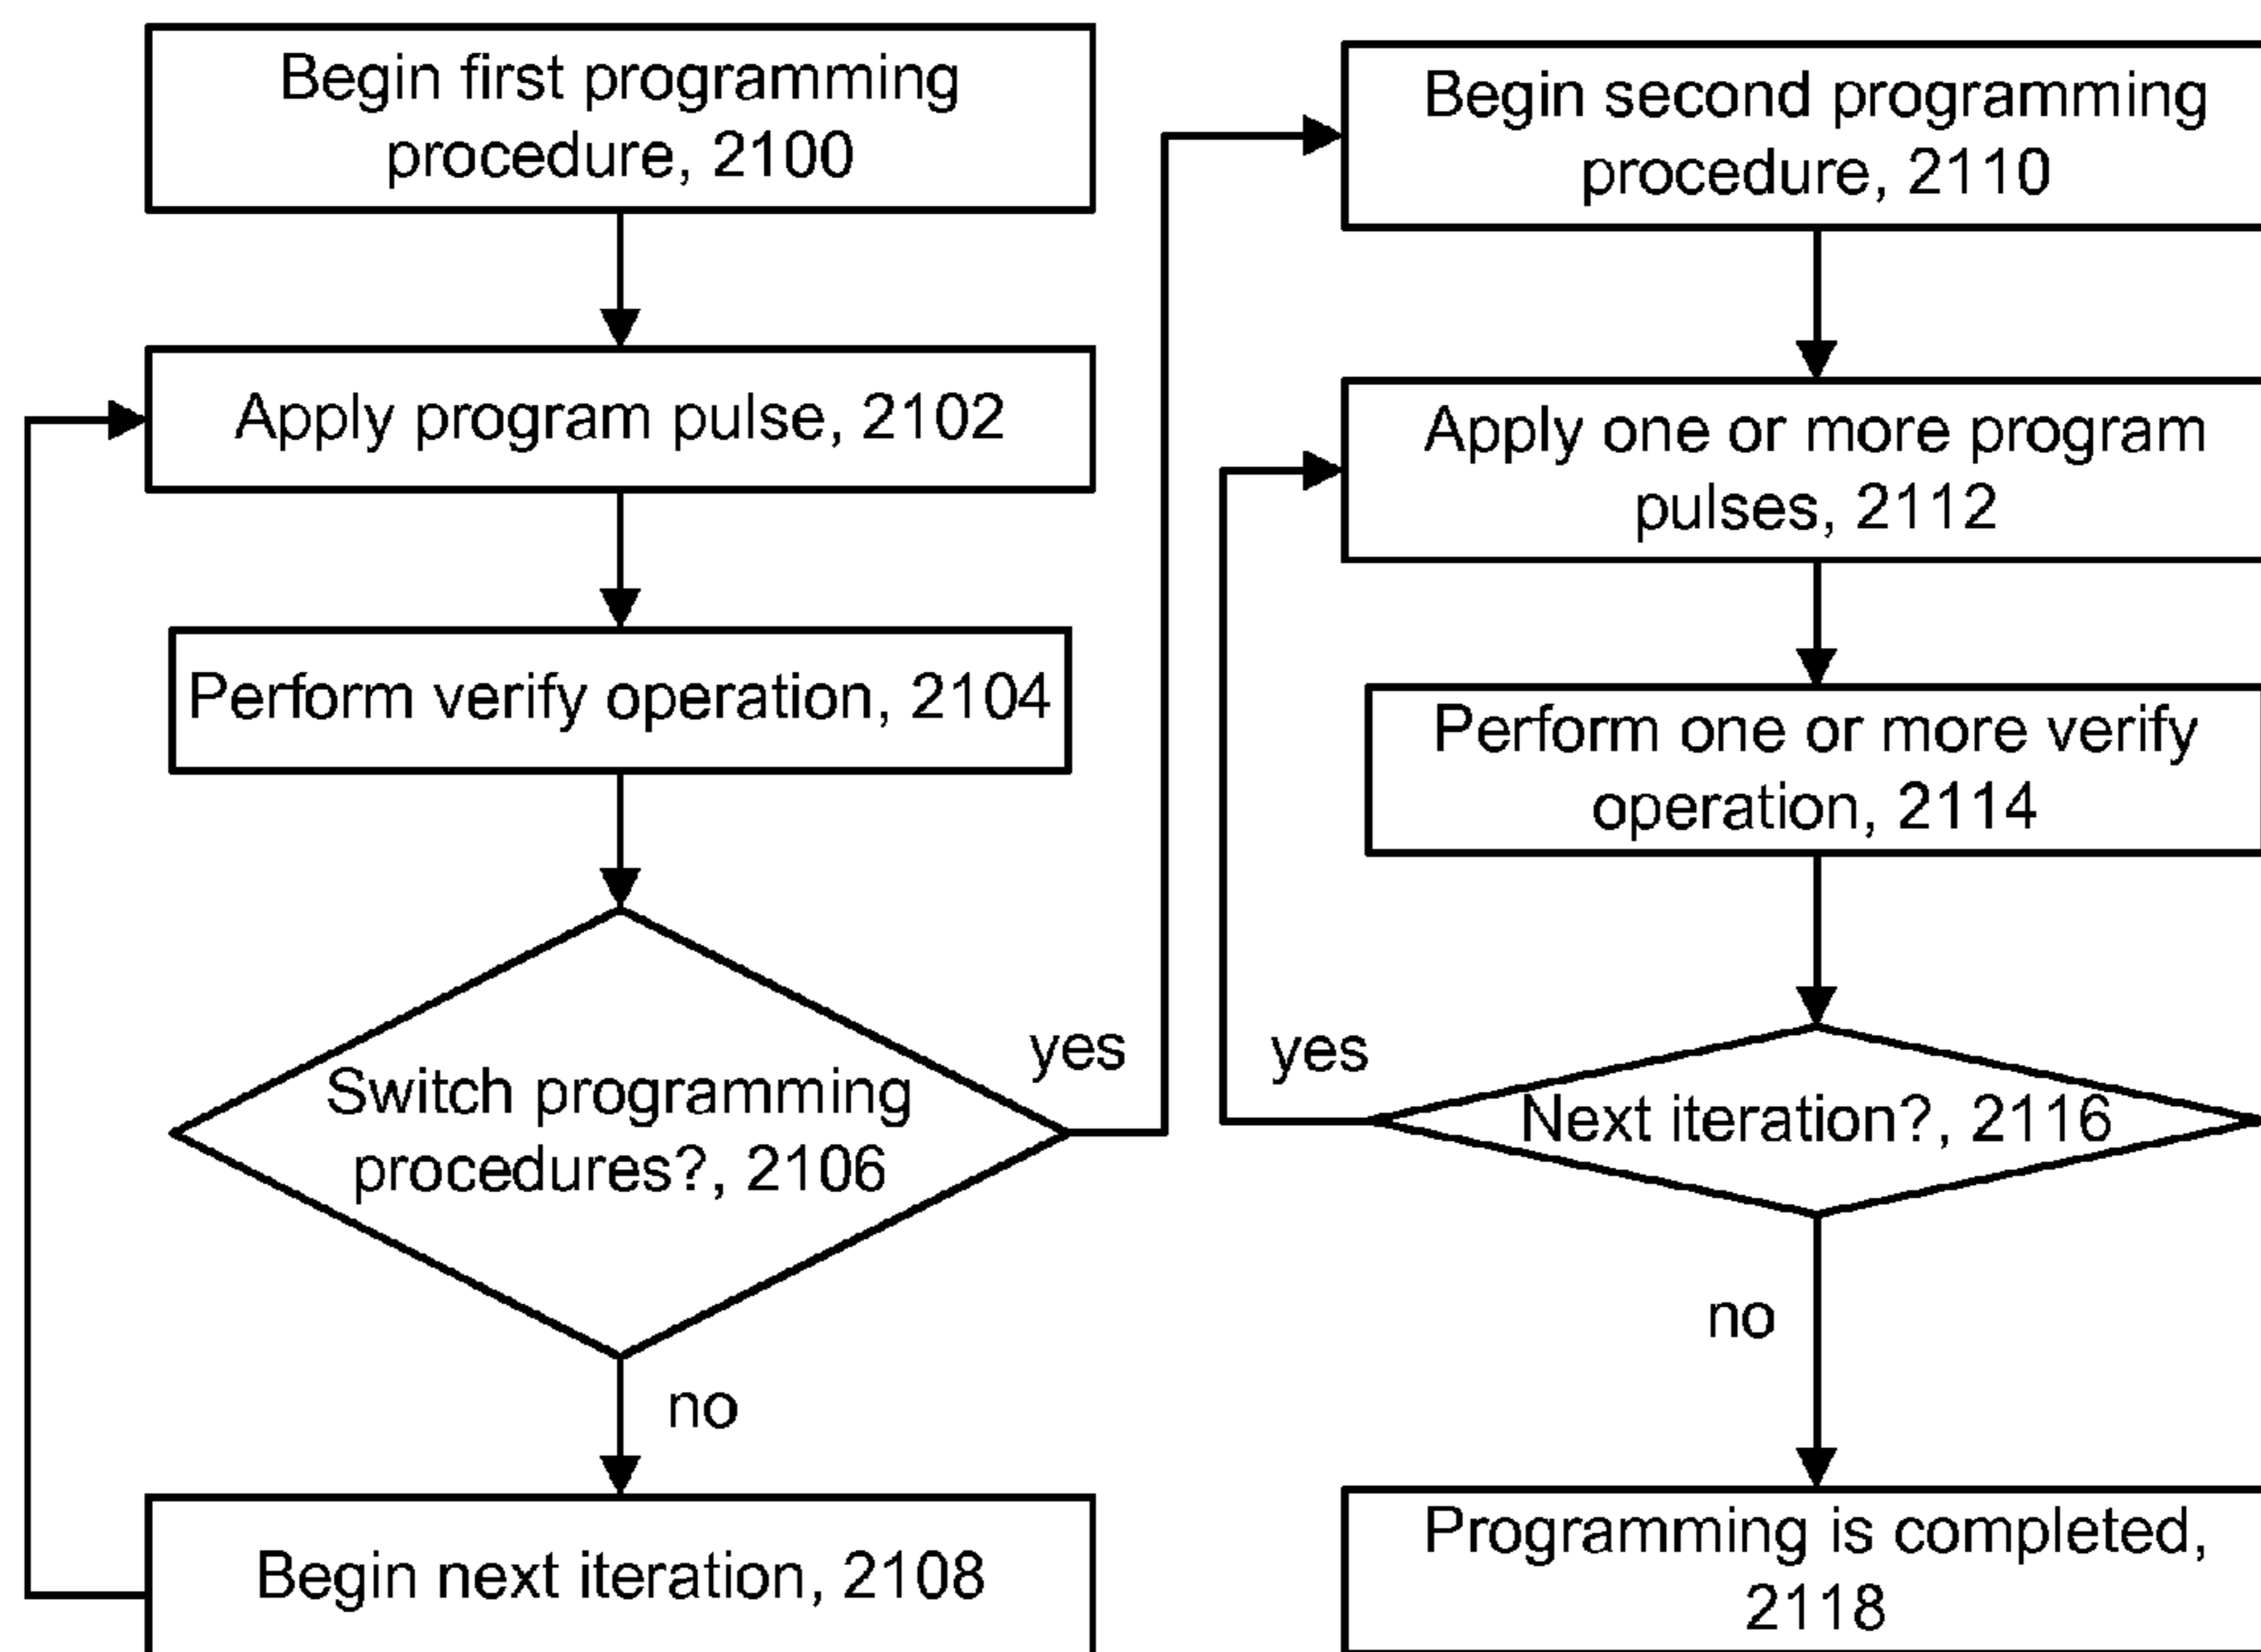 Begin first programming
procedure, 2100
Apply program pulse, 2102
Perform verify operation, 2104
Switch programming
procedures?, 2106
yes
no
Begin next iteration, 2108
Begin second programming
procedure, 2110
Apply one or more program
pulses, 2112
Perform one or more verify
operation, 2114
yes
Next iteration?, 2116
no
Programming is completed,
2118